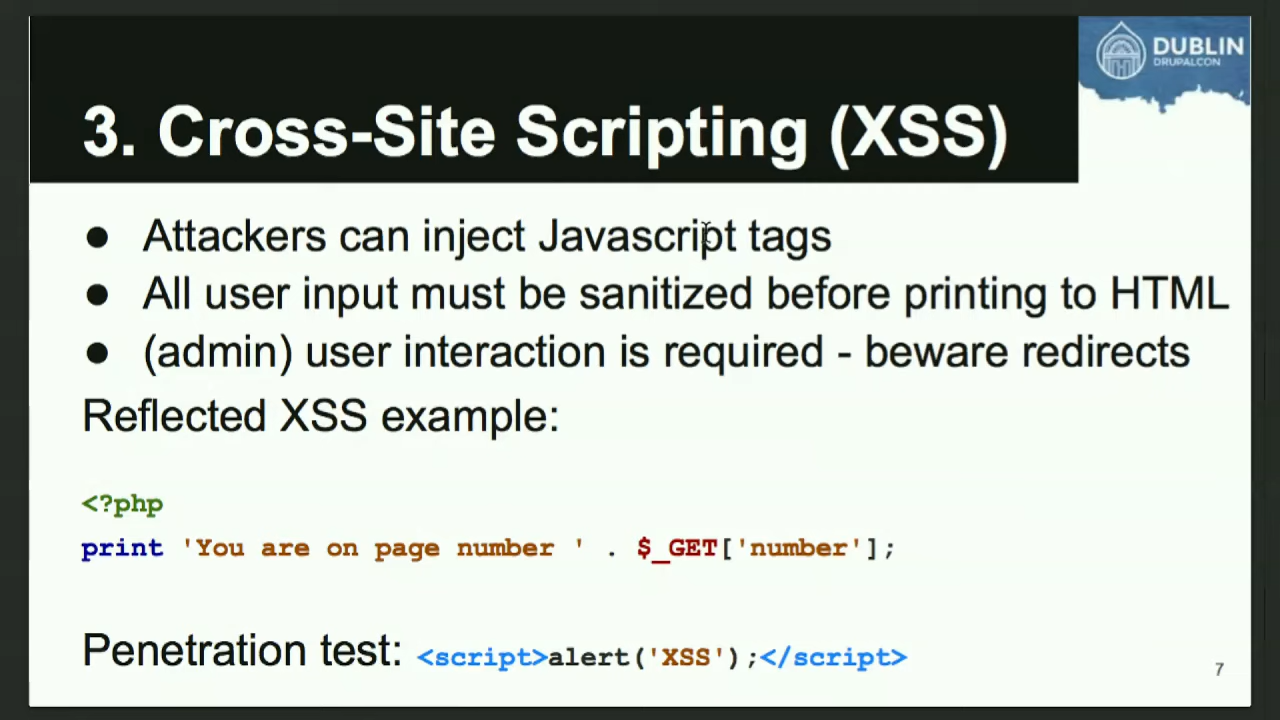 DUBLIN
DRUPALCON
3. Cross-Site Scripting (XSS)
● Attackers can inject Javascript tags
● All user input must be sanitized before printing to HTML
● (admin) user interaction is required - beware redirects
Reflected XSS example:
<?php
print 'You are on page number ' . $_GET['number'];
Penetration test: <script>alert('XSS');</script>
7